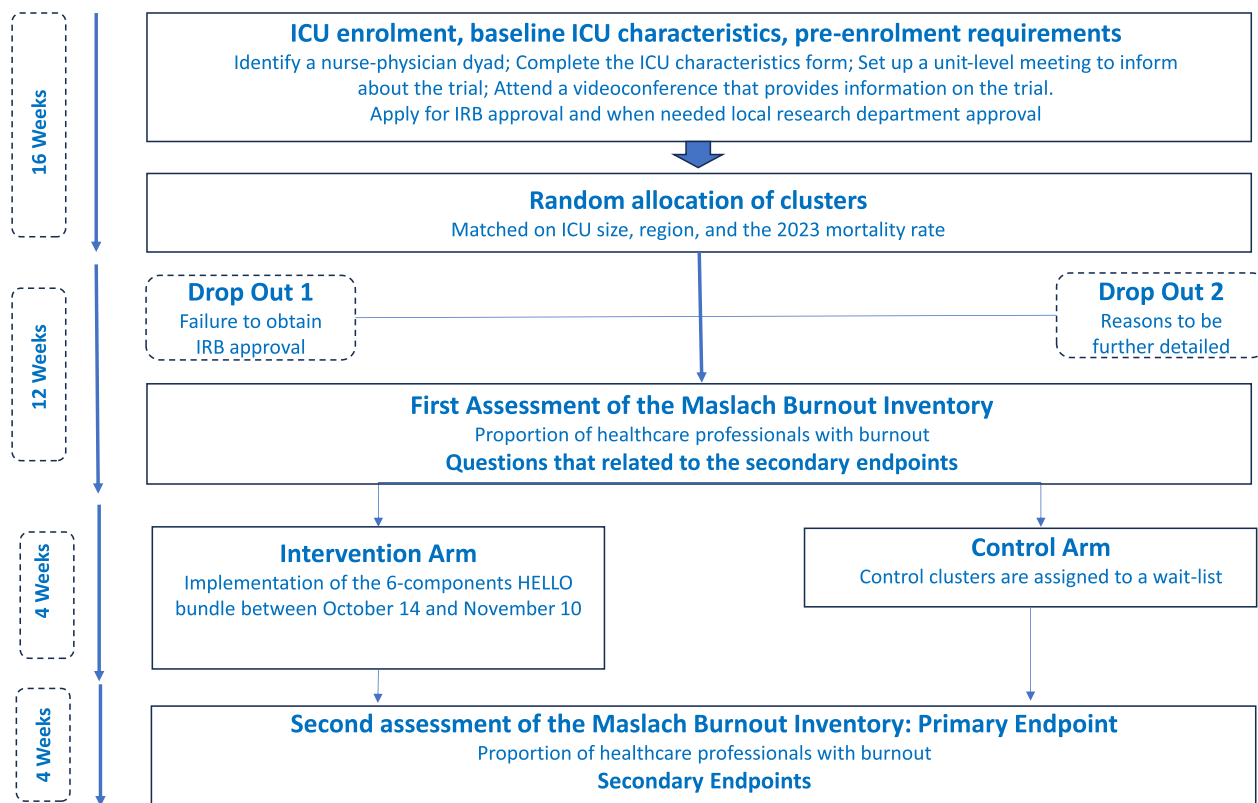 16 Weeks
ICU enrolment, baseline ICU characteristics, pre-enrolment requirements
Identify a nurse-physician dyad; Complete the ICU characteristics form; Set up a unit-level meeting to inform
about the trial; Attend a videoconference that provides information on the trial.
Apply for IRB approval and when needed local research department approval
Random allocation of clusters
Matched on ICU size, region, and the 2023 mortality rate
12 Weeks
Drop Out 1
Failure to obtain
IRB approval
Drop Out 2
Reasons to be
further detailed
First Assessment of the Maslach Burnout Inventory
Proportion of healthcare professionals with burnout
Questions that related to the secondary endpoints
4 Weeks
Intervention Arm
Implementation of the 6-components HELLO
bundle between October 14 and November 10
Control Arm
Control clusters are assigned to a wait-list
4 Weeks
Second assessment of the Maslach Burnout Inventory: Primary Endpoint
Proportion of healthcare professionals with burnout
Secondary Endpoints